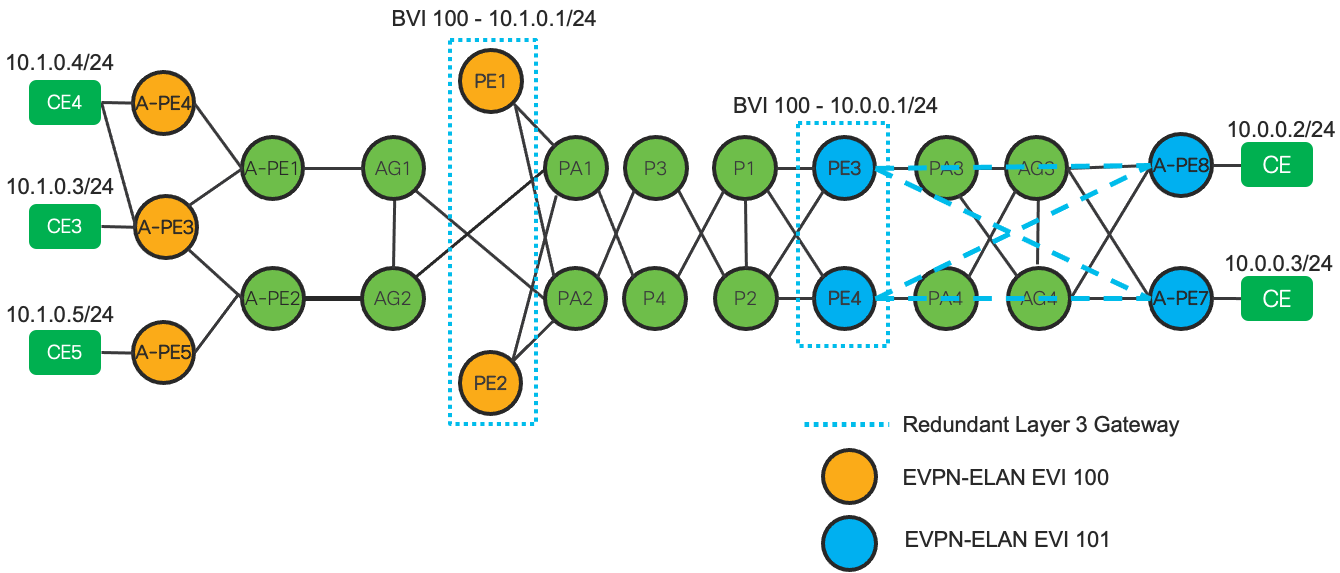 BVI 100 - 10.1.0.1/24
10.1.0.4/24
CE4
A-PE4
10.1.0.3/24
CE3
A-PE3
10.1.0.5/24
CE5
A-PE5
A-PE1
A-PE2
AG1
AG2
PE1
PE2
PA1
PA2
P3
P4
P1
P2
BVI 100 - 10.0.0.1/24
PE3
PE4
PA3
PA4
AG3
AG4
A-PE8
A-PE7
10.0.0.2/24
CE
10.0.0.3/24
CE
Redundant Layer 3 Gateway
EVPN-ELAN EVI 100
EVPN-ELAN EVI 101